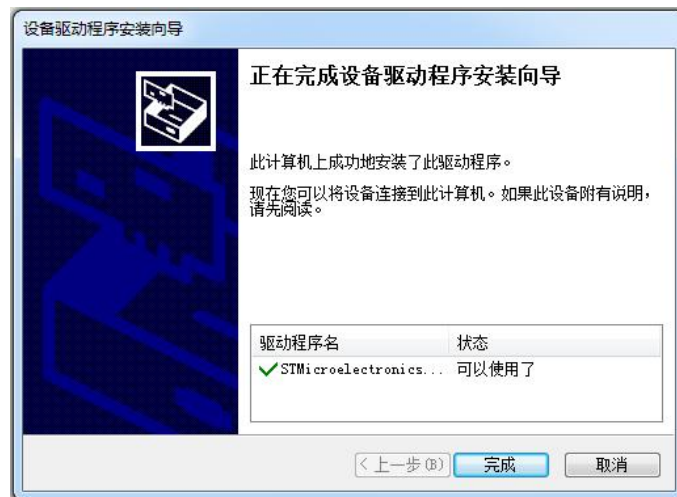 设备驱动程序安装向导
正在完成设备驱动程序安装向导
此计算机上成功地安装了此驱动程序。
现在您可以将设备连接到此计算机。如果此设备附有说明，
请先阅读。
驱动程序名 状态
STMicroelectronics... 可以使用了
< 上一步(B) 完成 取消